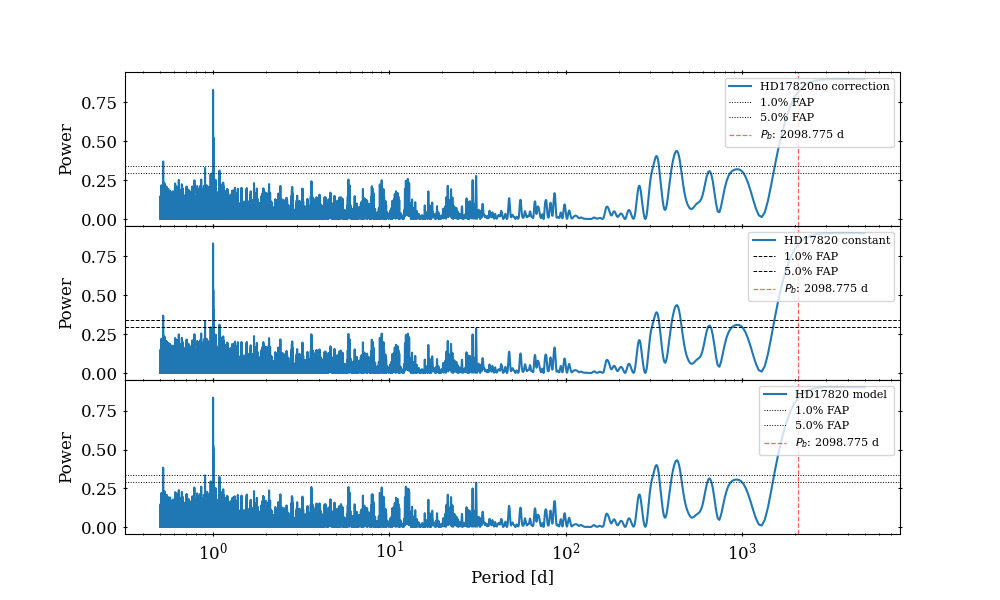 HD17820no correction
1.0% FAP
5.0% FAP
P_b: 2098.775 d
Power
0.75
0.50
0.25
0.00
HD17820 constant
1.0% FAP
5.0% FAP
P_b: 2098.775 d
Power
0.75
0.50
0.25
0.00
HD17820 model
1.0% FAP
5.0% FAP
P_b: 2098.775 d
Power
0.75
0.50
0.25
0.00
10^0 10^1 10^2 10^3
Period [d]